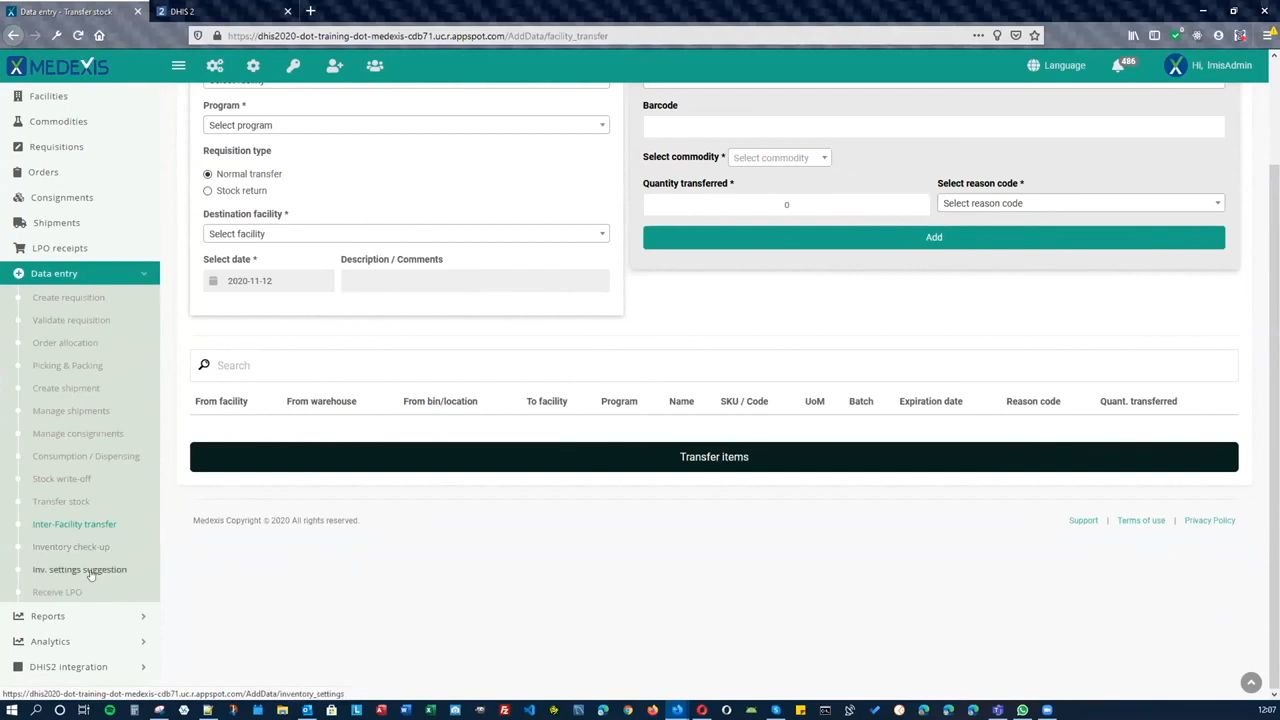 Data entry - Transfer stock
DHIS 2
https://dhis2020-dot-training-dot-medexis-cdb71.uc.r.appspot.com/AddData/facility_transfer
MEDEXIS
Language
486
Hi, lmisAdmin
Facilities
Commodities
Requisitions
Orders
Consignments
Shipments
LPO receipts
Data entry
Create requisition
Validate requisition
Order allocation
Picking & Packing
Create shipment
Manage shipments
Manage consignments
Consumption / Dispensing
Stock write-off
Transfer stock
Inter-Facility transfer
Inventory check-up
Inv. settings suggestion
Receive LPO
Reports
Analytics
DHIS2 integration
Program *
Select program
Requisition type
Normal transfer
Stock return
Destination facility *
Select facility
Select date *
Description / Comments
2020-11-12
Barcode
Select commodity *
Select commodity
Quantity transferred *
Select reason code *
0
Select reason code
Add
Search
From facility From warehouse From bin/location To facility Program Name SKU / Code UoM Batch Expiration date Reason code Quant. transferred
Transfer items
Medexis Copyright © 2020 All rights reserved.
Support | Terms of use | Privacy Policy
https://dhis2020-dot-training-dot-medexis-cdb71.uc.r.appspot.com/AddData/inventory_settings
12:07